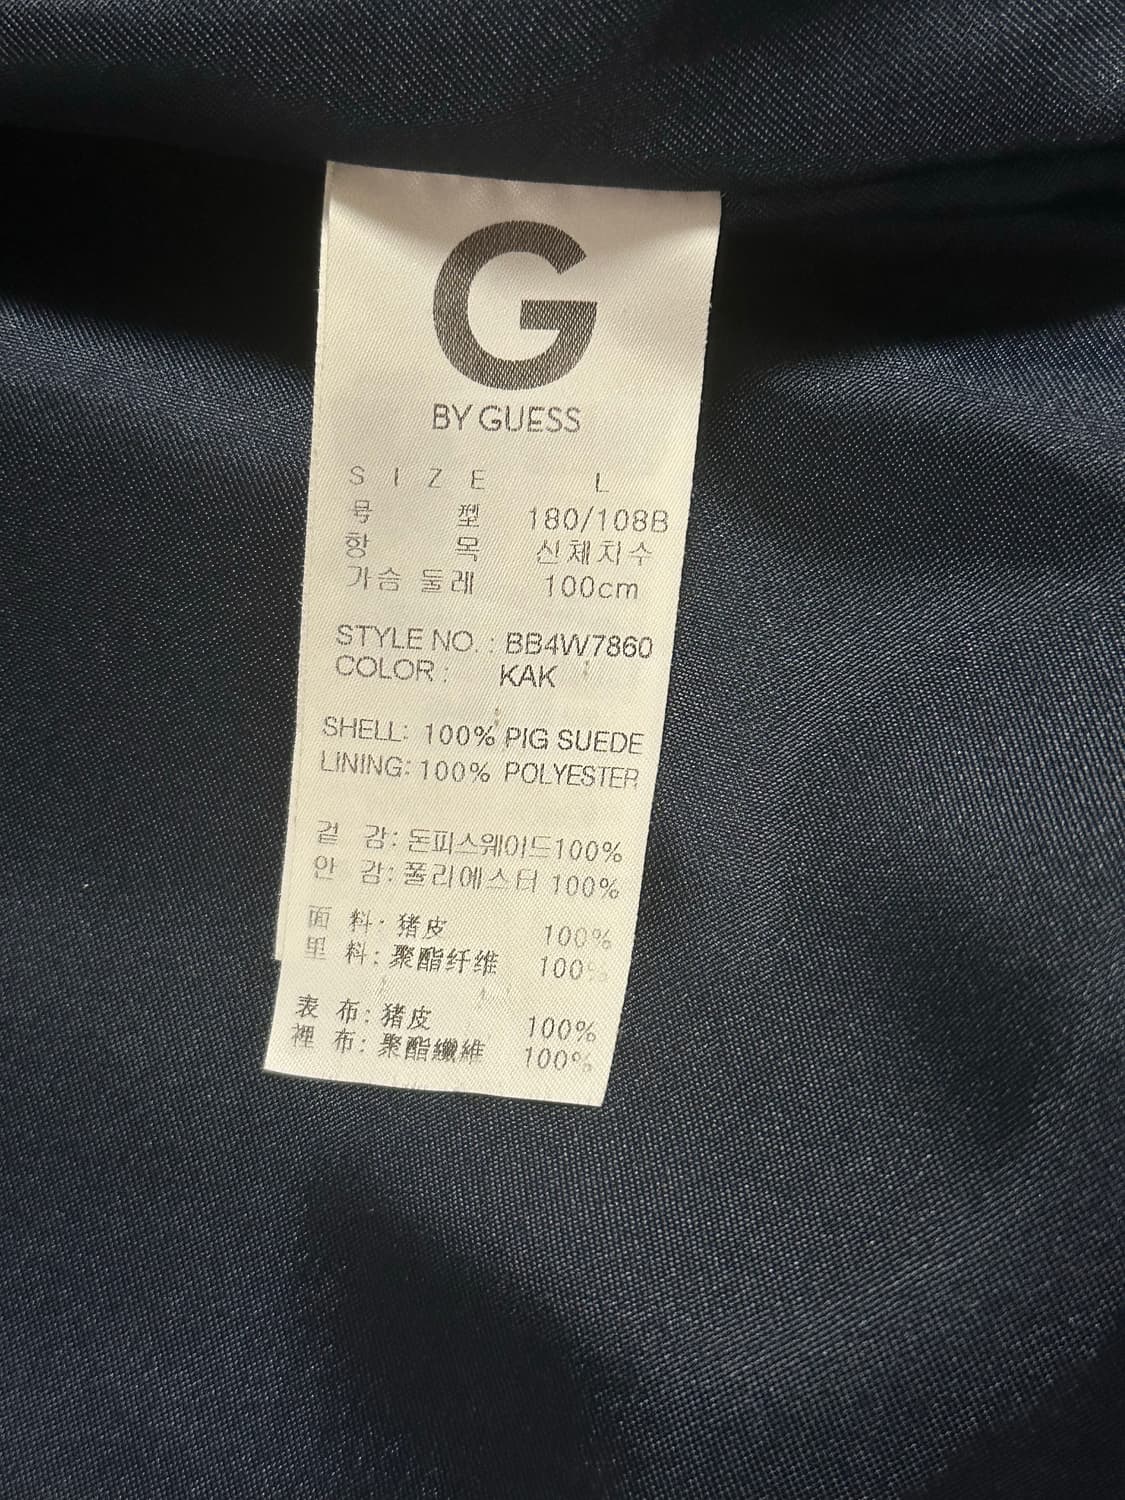 G
BY GUESS
SIZE L
号型 180/108B
항목 신체치수
가슴둘레 100cm
STYLE NO. : BB4W7860
COLOR : KAK
SHELL: 100% PIG SUEDE
LINING: 100% POLYESTER
겉감: 돈피스웨이드100%
안감: 폴리에스터 100%
面料: 猪皮 100%
里料: 聚酯纤维 100%
表布: 猪皮 100%
裡布: 聚酯纖維 100%